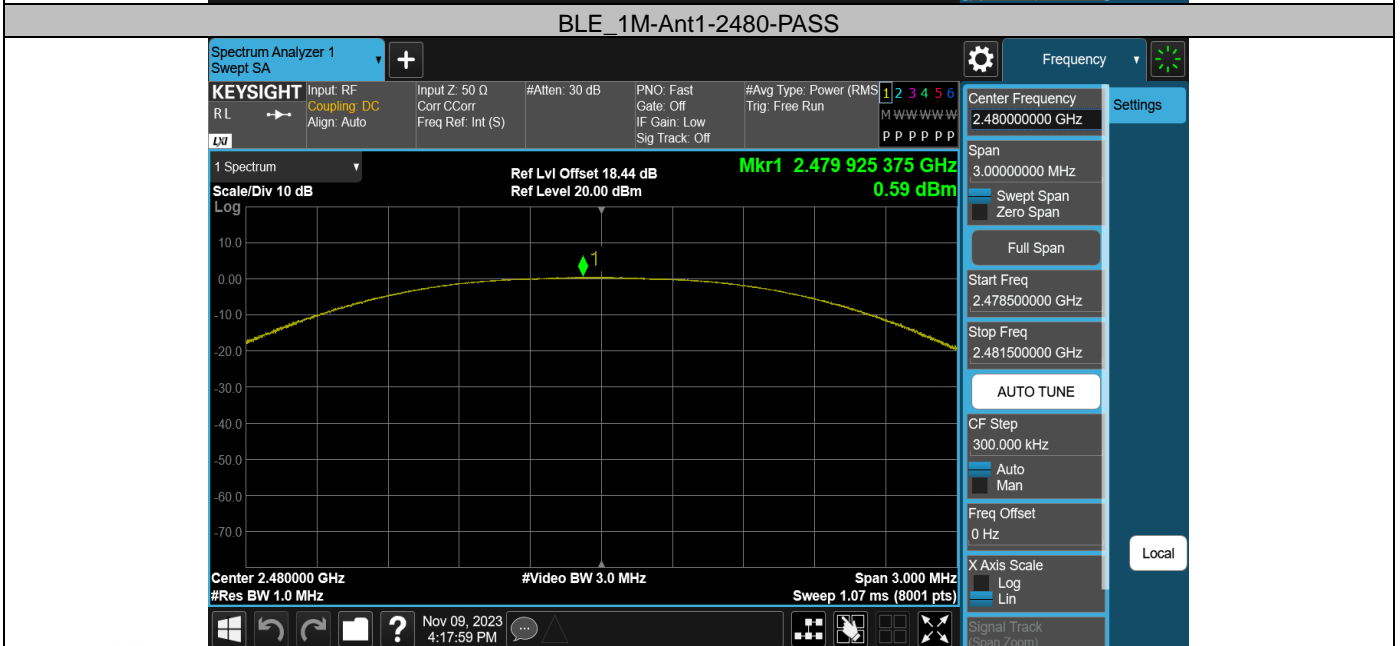 BLE_1M-Ant1-2480-PASS
Spectrum Analyzer 1
Swept SA
Frequency
KEYSIGHT
R L
LXI
Input: RF
Coupling: DC
Align: Auto
Input Z: 50 Ω
Corr CCorr
Freq Ref: Int (S)
#Atten: 30 dB
PNO: Fast
Gate: Off
IF Gain: Low
Sig Track: Off
#Avg Type: Power (RMS
Trig: Free Run
1 2 3 4 5 6
M W W W W W
P P P P P P
1 Spectrum
Scale/Div 10 dB
Log
Ref Lvl Offset 18.44 dB
Ref Level 20.00 dBm
Mkr1 2.479 925 375 GHz
0.59 dBm
1
10.0
0.00
-10.0
-20.0
-30.0
-40.0
-50.0
-60.0
-70.0
Center 2.480000 GHz
#Res BW 1.0 MHz
#Video BW 3.0 MHz
Span 3.000 MHz
Sweep 1.07 ms (8001 pts)
Nov 09, 2023
4:17:59 PM
Center Frequency
2.480000000 GHz
Settings
Span
3.00000000 MHz
Swept Span
Zero Span
Full Span
Start Freq
2.478500000 GHz
Stop Freq
2.481500000 GHz
AUTO TUNE
CF Step
300.000 kHz
Auto
Man
Freq Offset
0 Hz
X Axis Scale
Log
Lin
Local
Signal Track
(Span Zoom)